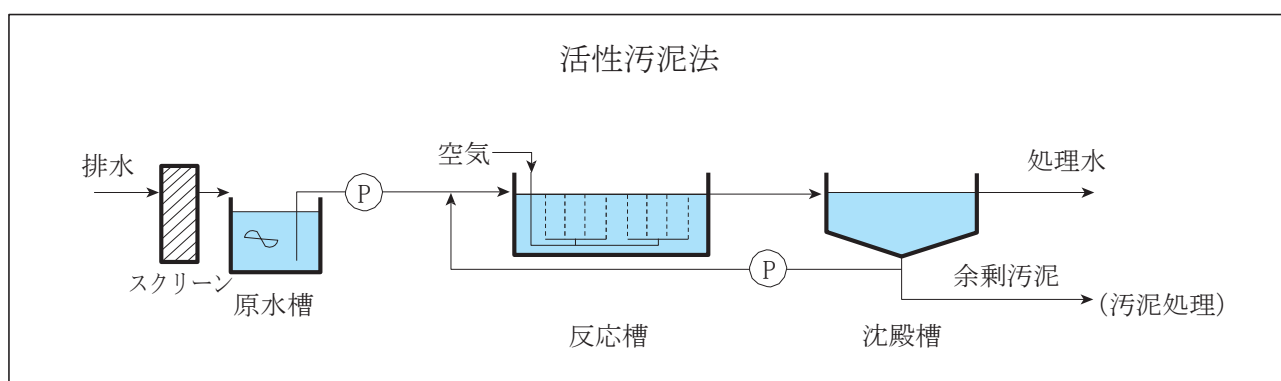 活性汚泥法
排水
スクリーン
原水槽
P
空気
反応槽
P
沈殿槽
処理水
余剰汚泥
(汚泥処理)